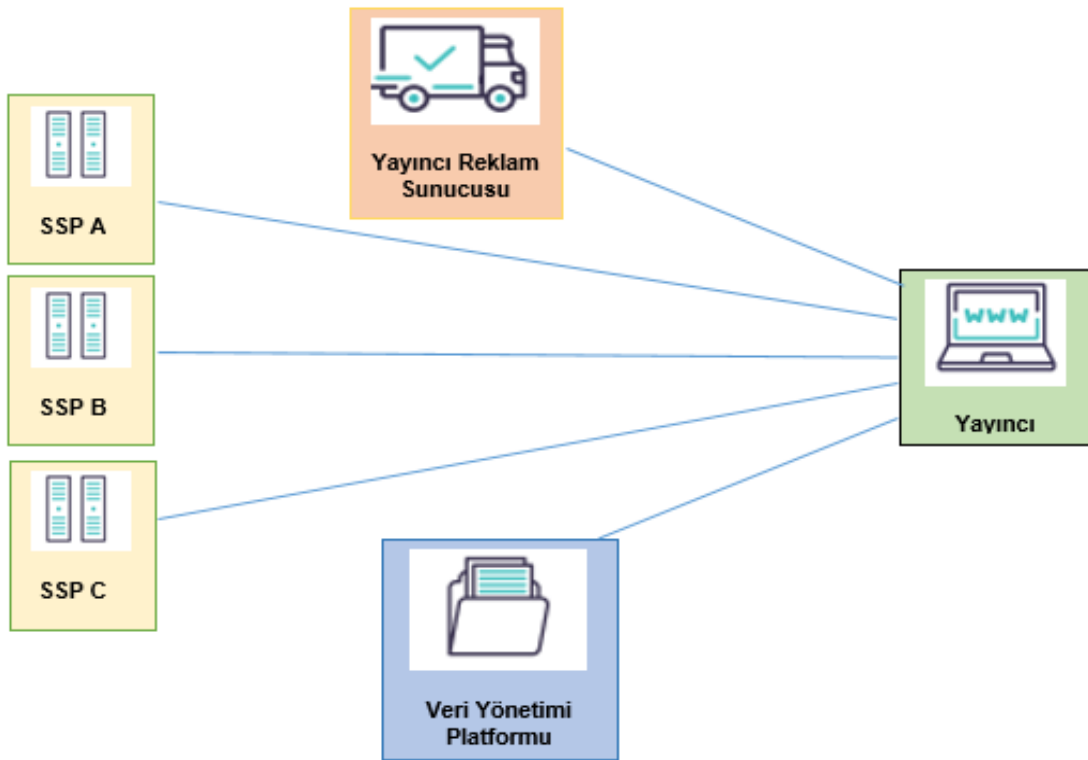 Yayıncı Reklam
Sunucusu
SSP A
www
SSP B
Yayıncı
SSP C
Veri Yönetimi
Platformu